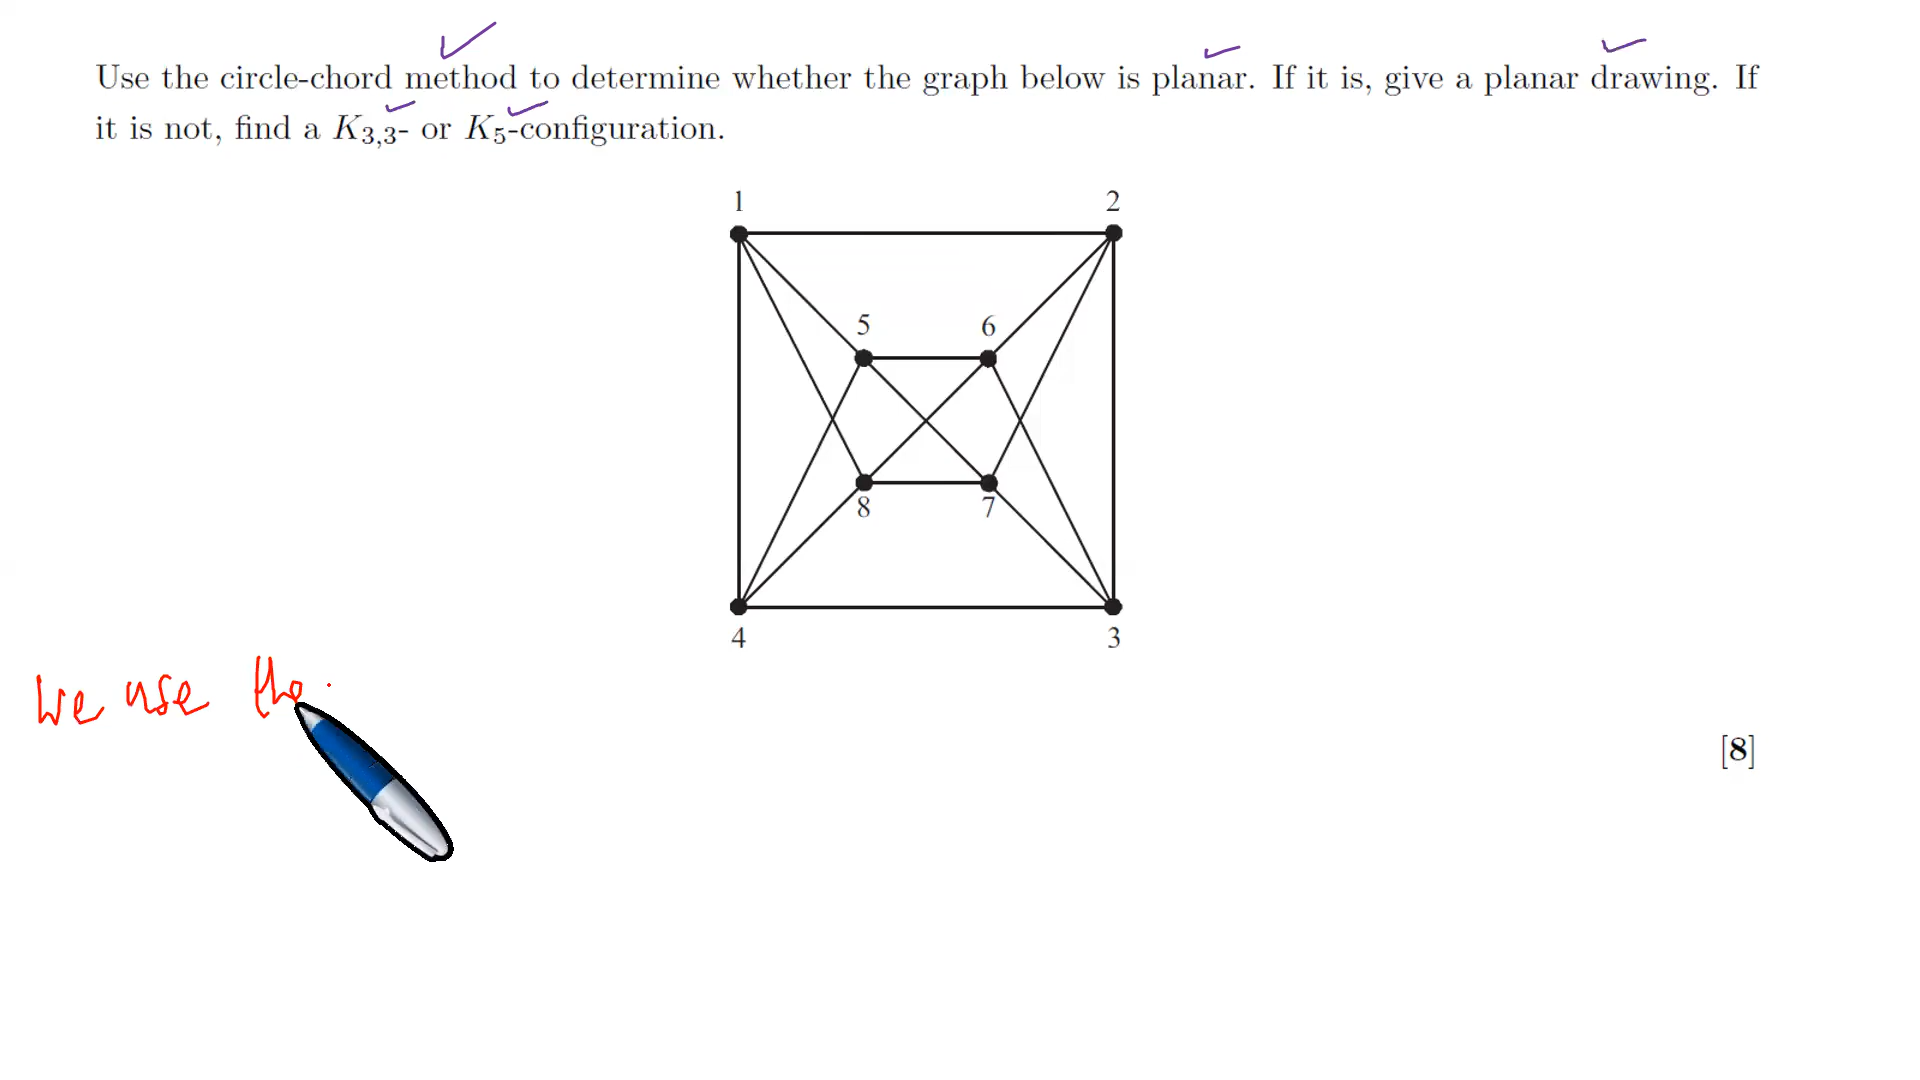 Use the circle-chord method to determine whether the graph below is planar. If it is, give a planar drawing. If
it is not, find a K3,3- or K5-configuration.
1 2
5 6
8 7
4 3
We use the
[8]